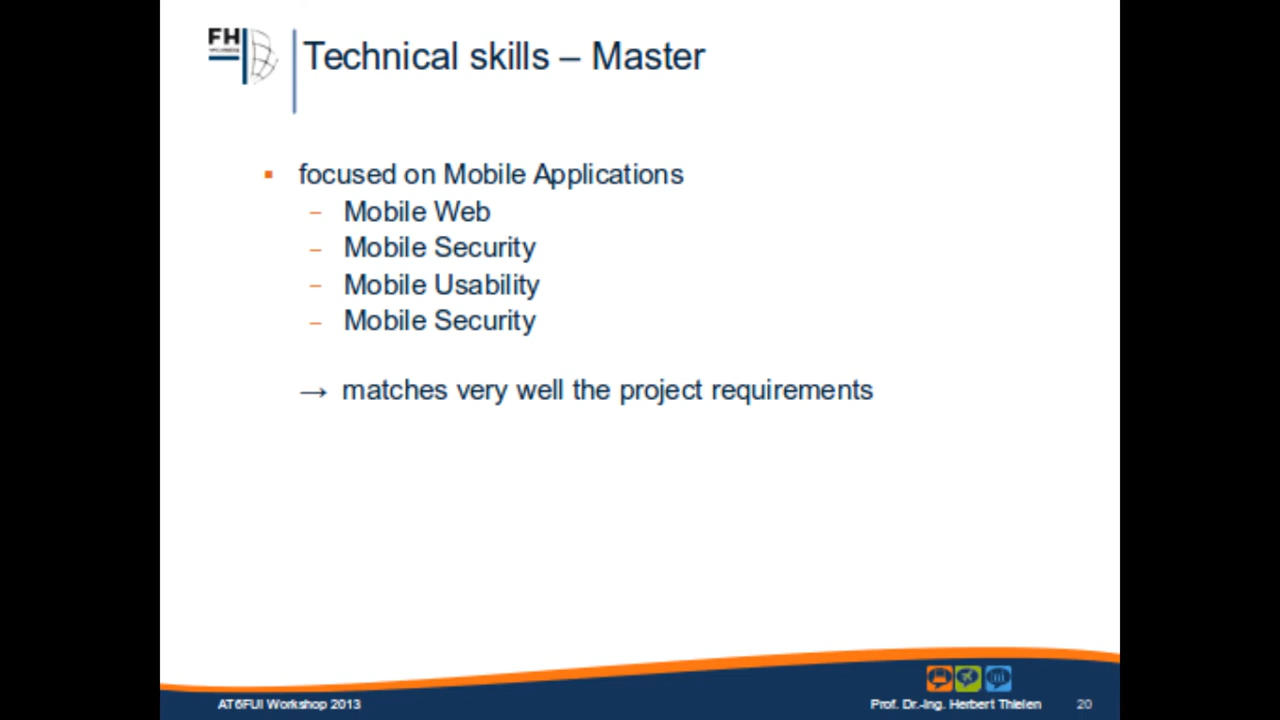 FH
Technical skills – Master
▪ focused on Mobile Applications
– Mobile Web
– Mobile Security
– Mobile Usability
– Mobile Security
→ matches very well the project requirements
AT6FUI Workshop 2013
Prof. Dr.-Ing. Herbert Thielen 20